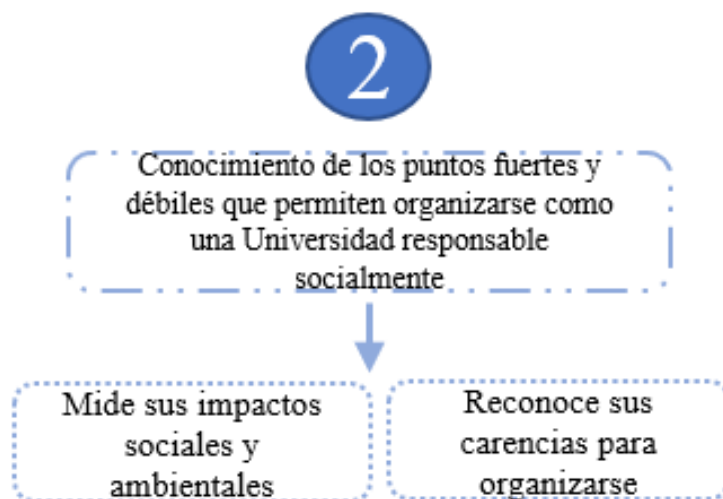 2
Conocimiento de los puntos fuertes y
débiles que permiten organizarse como
una Universidad responsable
socialmente
Mide sus impactos
sociales y
ambientales
Reconoce sus
carencias para
organizarse